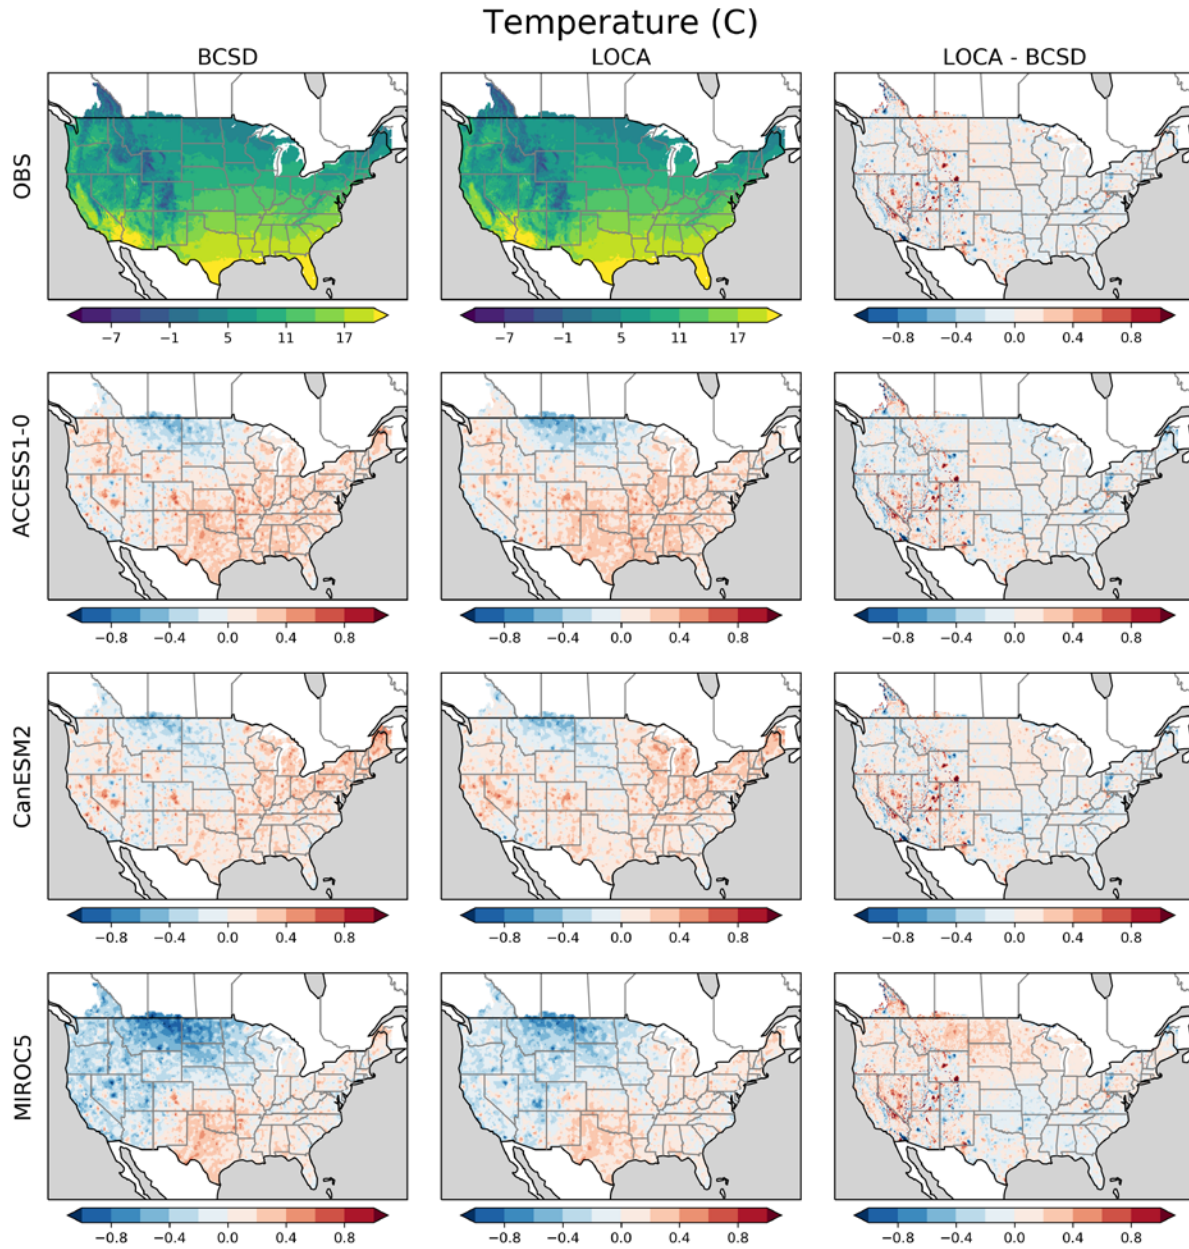 Temperature (C)
BCSD LOCA LOCA - BCSD
OBS
−7 −1 5 11 17 −7 −1 5 11 17 −0.8 −0.4 0.0 0.4 0.8
ACCESS1-0
−0.8 −0.4 0.0 0.4 0.8 −0.8 −0.4 0.0 0.4 0.8 −0.8 −0.4 0.0 0.4 0.8
CanESM2
−0.8 −0.4 0.0 0.4 0.8 −0.8 −0.4 0.0 0.4 0.8 −0.8 −0.4 0.0 0.4 0.8
MIROC5
−0.8 −0.4 0.0 0.4 0.8 −0.8 −0.4 0.0 0.4 0.8 −0.8 −0.4 0.0 0.4 0.8